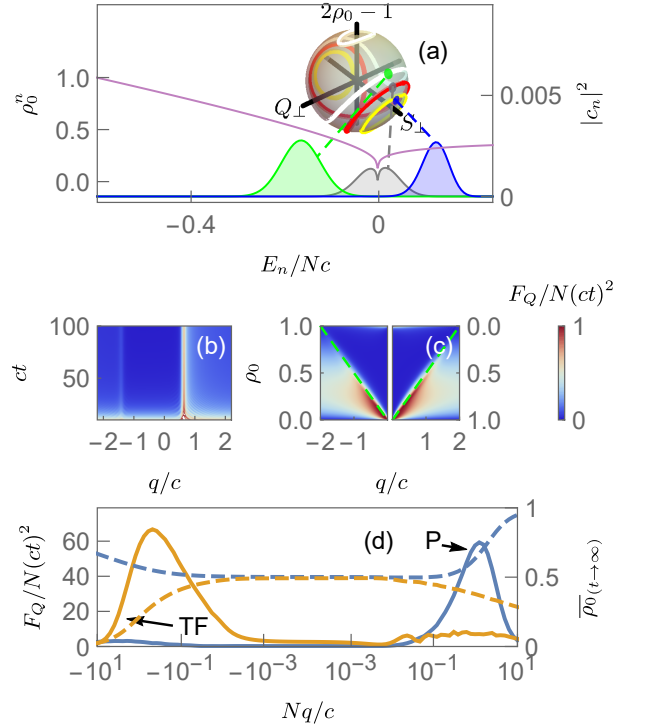 2ρ₀ − 1
(a)
Q⊥
S⊥
ρ₀ⁿ
1.0
0.5
0.0
|cₙ|²
0.005
0
−0.4
0
Eₙ/Nc
F_Q/N(ct)²
ct
100
50
(b)
−2
−1
0
1
2
q/c
ρ₀
1.0
0.5
0.0
(c)
0.0
0.5
1.0
−2
−1
1
2
q/c
1
0
F_Q/N(ct)²
60
40
20
0
(d)
P
TF
1
0.5
0
ρ̅₀₍ₜ→∞₎
−10¹
−10⁻¹
−10⁻³
10⁻³
10⁻¹
10¹
Nq/c